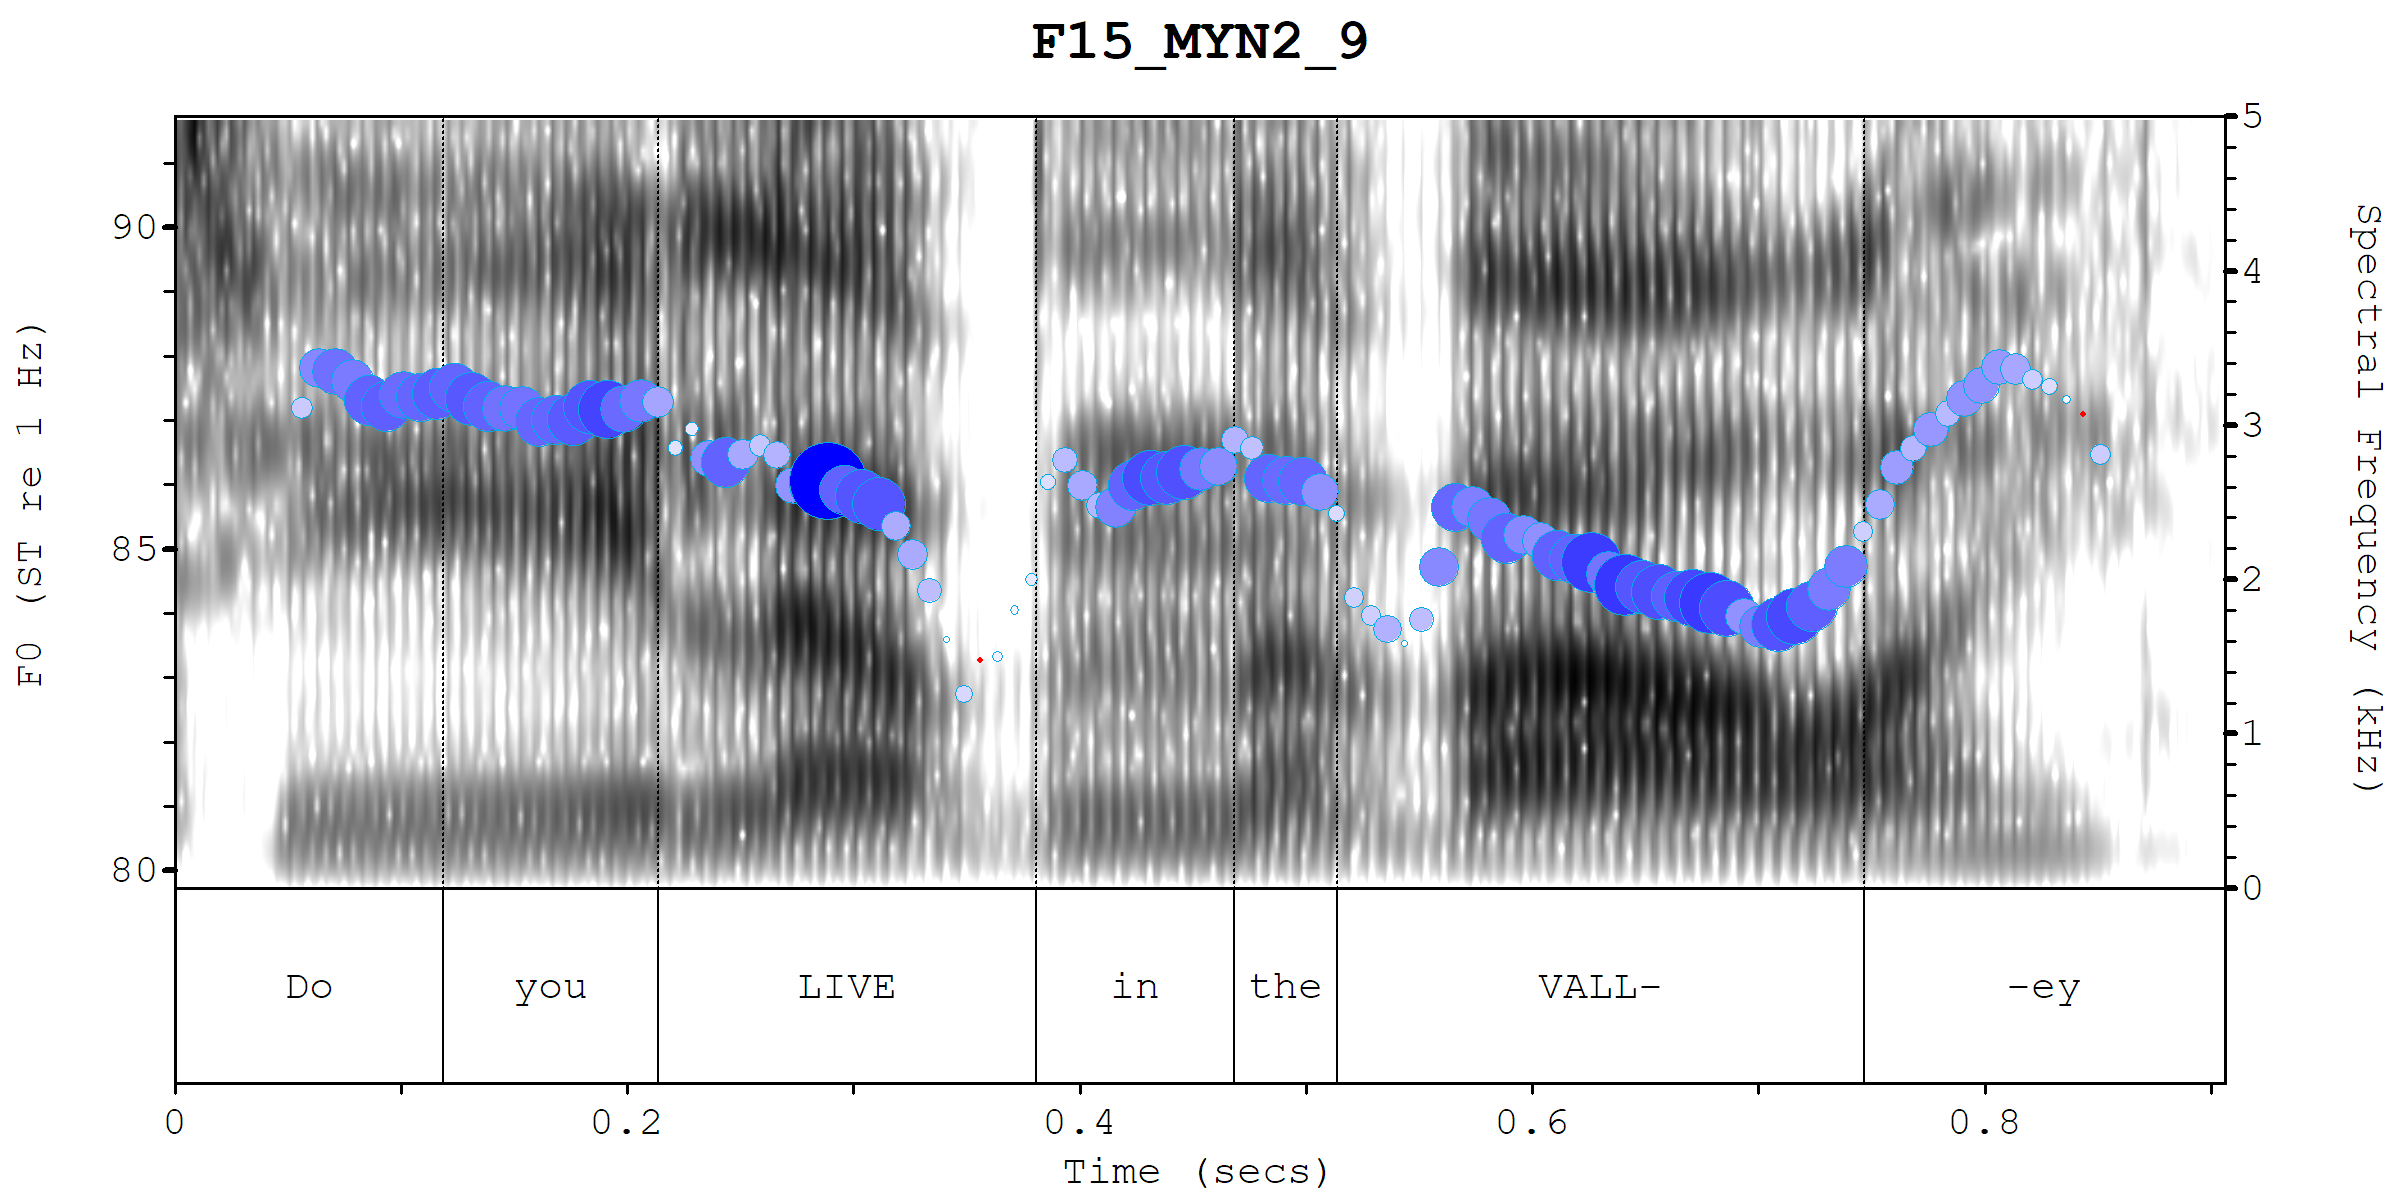 F15_MYN2_9
90
85
80
F0 (ST re 1 Hz)
5
4
3
2
1
0
Spectral Frequency (kHz)
Do you LIVE in the VALL- -ey
0 0.2 0.4 0.6 0.8
Time (secs)